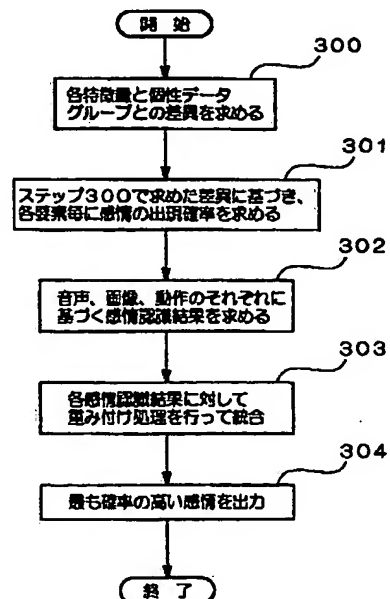 開 始
300
各特徴量と個性データ
グループとの差異を求める
301
ステップ300で求めた差異に基づき、
各要素毎に感情の出現確率を求める
302
音声、画像、動作のそれぞれに
基づく感情認識結果を求める
303
各感情認識結果に対して
重み付け処理を行って統合
304
最も確率の高い感情を出力
終 了